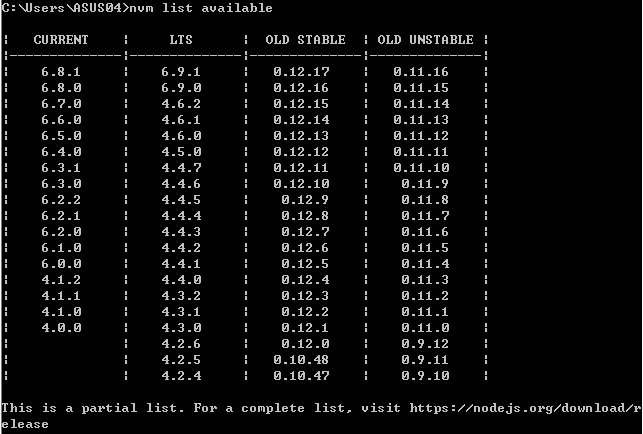 C:\Users\ASUS04>nvm list available
|   CURRENT    |     LTS      |  OLD STABLE  | OLD UNSTABLE |
|--------------|--------------|--------------|--------------|
|    6.8.1     |    6.9.1     |   0.12.17    |   0.11.16    |
|    6.8.0     |    6.9.0     |   0.12.16    |   0.11.15    |
|    6.7.0     |    4.6.2     |   0.12.15    |   0.11.14    |
|    6.6.0     |    4.6.1     |   0.12.14    |   0.11.13    |
|    6.5.0     |    4.6.0     |   0.12.13    |   0.11.12    |
|    6.4.0     |    4.5.0     |   0.12.12    |   0.11.11    |
|    6.3.1     |    4.4.7     |   0.12.11    |   0.11.10    |
|    6.3.0     |    4.4.6     |   0.12.10    |    0.11.9    |
|    6.2.2     |    4.4.5     |    0.12.9    |    0.11.8    |
|    6.2.1     |    4.4.4     |    0.12.8    |    0.11.7    |
|    6.2.0     |    4.4.3     |    0.12.7    |    0.11.6    |
|    6.1.0     |    4.4.2     |    0.12.6    |    0.11.5    |
|    6.0.0     |    4.4.1     |    0.12.5    |    0.11.4    |
|    4.1.2     |    4.4.0     |    0.12.4    |    0.11.3    |
|    4.1.1     |    4.3.2     |    0.12.3    |    0.11.2    |
|    4.1.0     |    4.3.1     |    0.12.2    |    0.11.1    |
|    4.0.0     |    4.3.0     |    0.12.1    |    0.11.0    |
|              |    4.2.6     |    0.12.0    |    0.9.12    |
|              |    4.2.5     |   0.10.48    |    0.9.11    |
|              |    4.2.4     |   0.10.47    |    0.9.10    |
This is a partial list. For a complete list, visit https://nodejs.org/download/r
elease